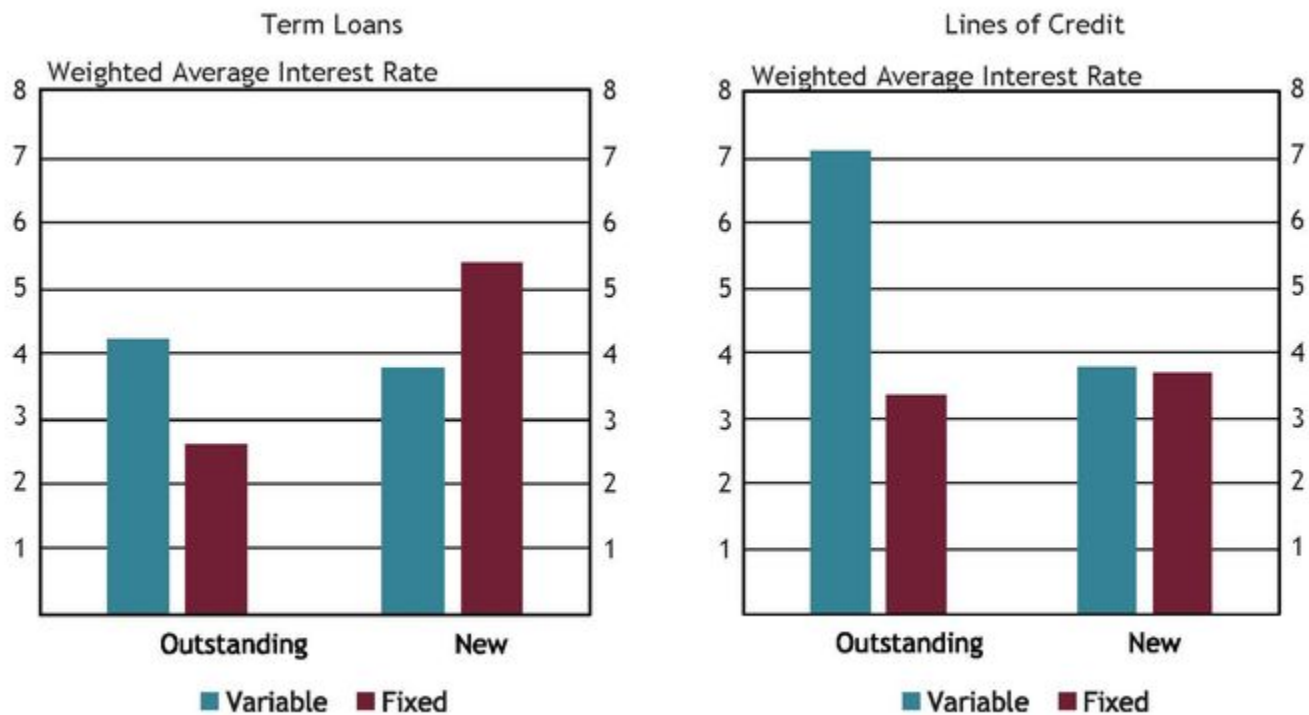 Term Loans
Weighted Average Interest Rate
8 8
7 7
6 6
5 5
4 4
3 3
2 2
1 1
Outstanding New
Variable Fixed
Lines of Credit
Weighted Average Interest Rate
8 8
7 7
6 6
5 5
4 4
3 3
2 2
1 1
Outstanding New
Variable Fixed